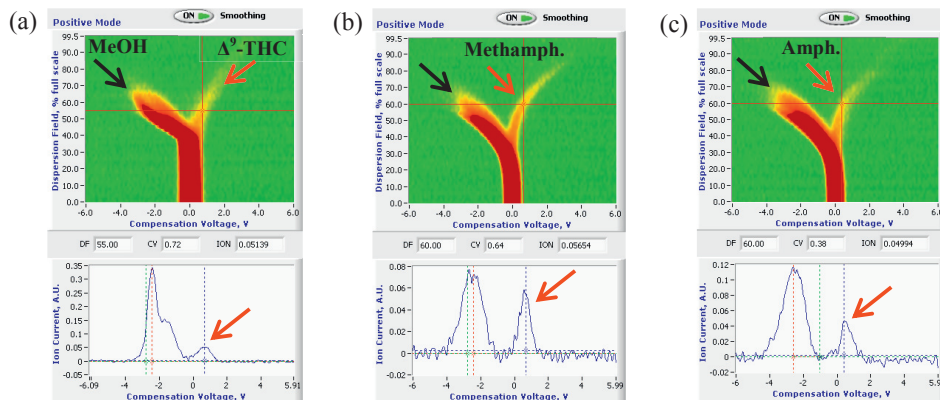 (a)
Positive Mode
ON
Smoothing
MeOH
Δ⁹-THC
Dispersion Field, % full scale
99.5
90.0
80.0
70.0
60.0
50.0
40.0
30.0
20.0
10.0
0.0
-6.0 -4.0 -2.0 0.0 2.0 4.0 6.0
Compensation Voltage, V
DF 55.00 CV 0.72 ION 0.05139
Ion Current, A.U.
0.35
0.3
0.25
0.2
0.15
0.1
0.05
0
-0.05
-6.09 -4 -2 0 2 4 5.91
Compensation Voltage, V
(b)
Positive Mode
ON
Smoothing
Methamph.
Dispersion Field, % full scale
99.5
90.0
80.0
70.0
60.0
50.0
40.0
30.0
20.0
10.0
0.0
-6.0 -4.0 -2.0 0.0 2.0 4.0 6.0
Compensation Voltage, V
DF 60.00 CV 0.64 ION 0.05654
Ion Current, A.U.
0.08
0.06
0.04
0.02
0
-0.02
-6 -4 -2 0 2 4 5.99
Compensation Voltage, V
(c)
Positive Mode
ON
Smoothing
Amph.
Dispersion Field, % full scale
99.5
90.0
80.0
70.0
60.0
50.0
40.0
30.0
20.0
10.0
0.0
-6.0 -4.0 -2.0 0.0 2.0 4.0 6.0
Compensation Voltage, V
DF 60.00 CV 0.38 ION 0.04994
Ion Current, A.U.
0.12
0.1
0.08
0.06
0.04
0.02
0
-0.02
-6 -4 -2 0 2 4 5.99
Compensation Voltage, V